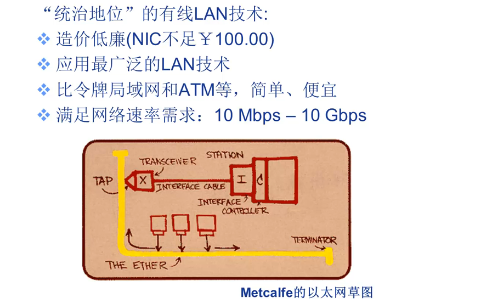 “统治地位”的有线LAN技术:
造价低廉(NIC不足￥100.00)
应用最广泛的LAN技术
比令牌局域网和ATM等，简单、便宜
满足网络速率需求：10 Mbps – 10 Gbps
STATION
TRANSCEIVER
TAP
X
I
C
INTERFACE CABLE
INTERFACE
CONTROLLER
TERMINATOR
THE ETHER
Metcalfe的以太网草图